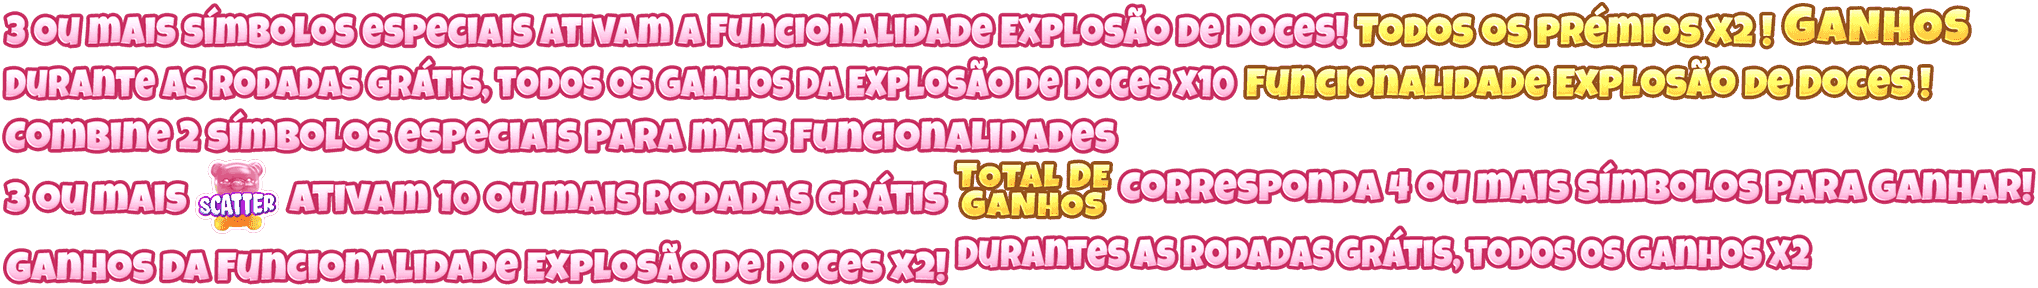 3 ou mais símbolos especiais ativam a Funcionalidade Explosão de Doces! Todos os prémios x2! Ganhos
Durante as Rodadas Grátis, todos os ganhos da Explosão de Doces x10 Funcionalidade Explosão de Doces!
Combine 2 símbolos especiais para mais funcionalidades
3 ou mais SCATTER ativam 10 ou mais Rodadas Grátis TOTAL DE GANHOS Corresponda 4 ou mais símbolos para ganhar!
Ganhos da Funcionalidade Explosão de Doces x2! Durantes as Rodadas Grátis, todos os ganhos x2